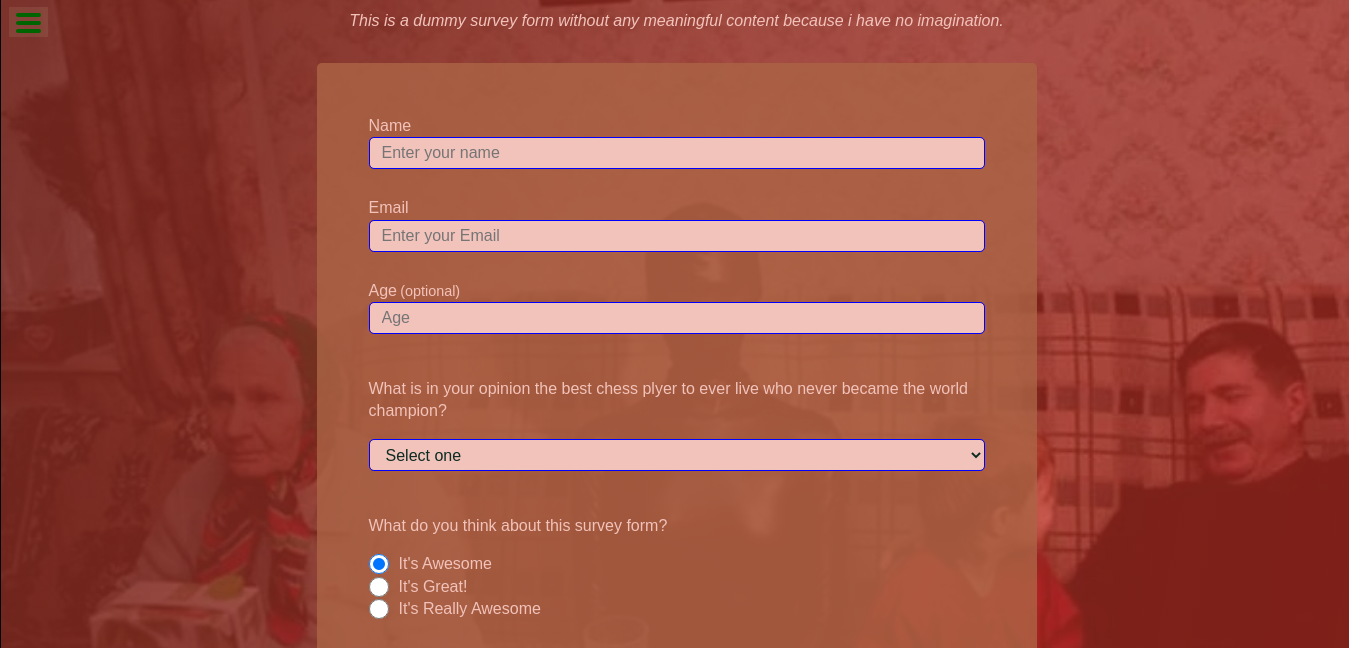 This is a dummy survey form without any meaningful content because i have no imagination.
Name
Enter your name
Email
Enter your Email
Age (optional)
Age
What is in your opinion the best chess plyer to ever live who never became the world
champion?
Select one
What do you think about this survey form?
It's Awesome
It's Great!
It's Really Awesome